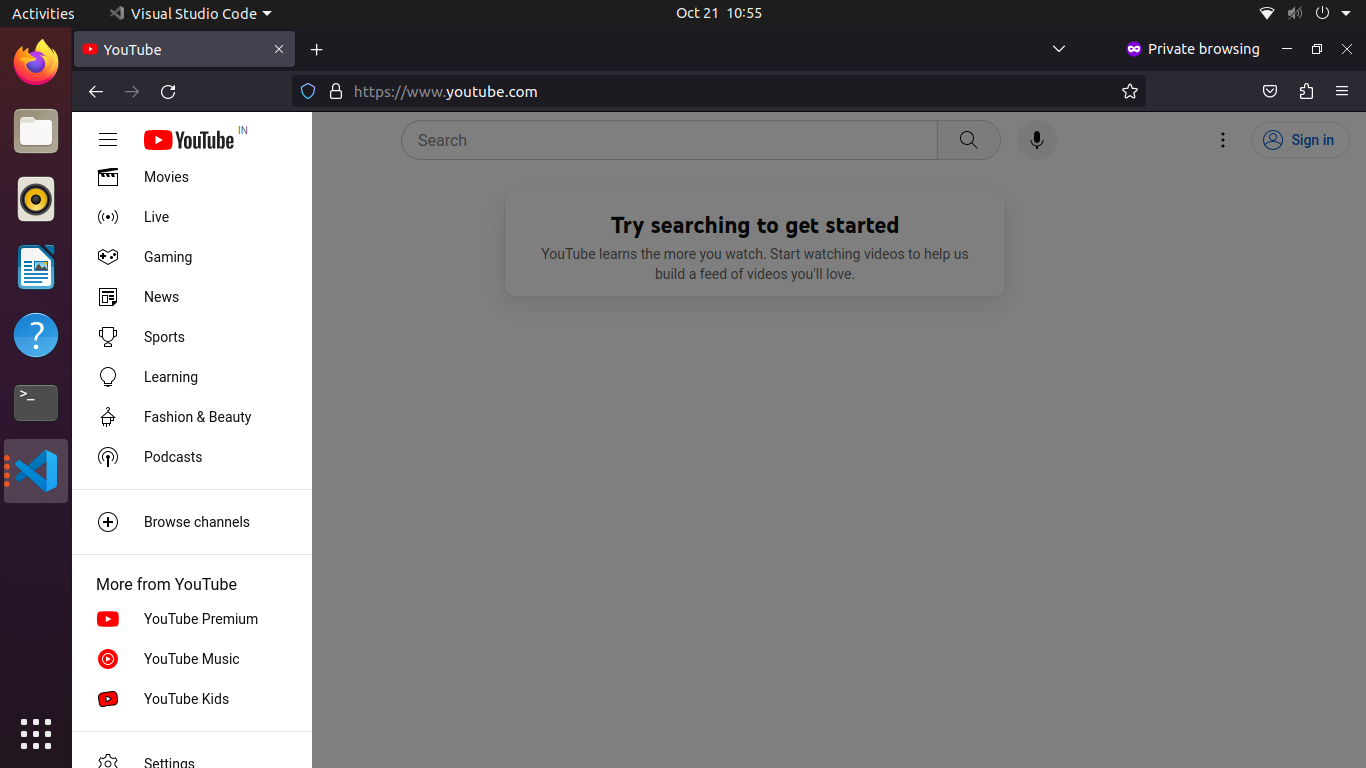 Activities
Visual Studio Code
Oct 21 10:55
YouTube
Private browsing
https://www.youtube.com
YouTube IN
Search
Sign in
Movies
Live
Gaming
News
Sports
Learning
Fashion & Beauty
Podcasts
Browse channels
More from YouTube
YouTube Premium
YouTube Music
YouTube Kids
Settings
Try searching to get started
YouTube learns the more you watch. Start watching videos to help us
build a feed of videos you'll love.